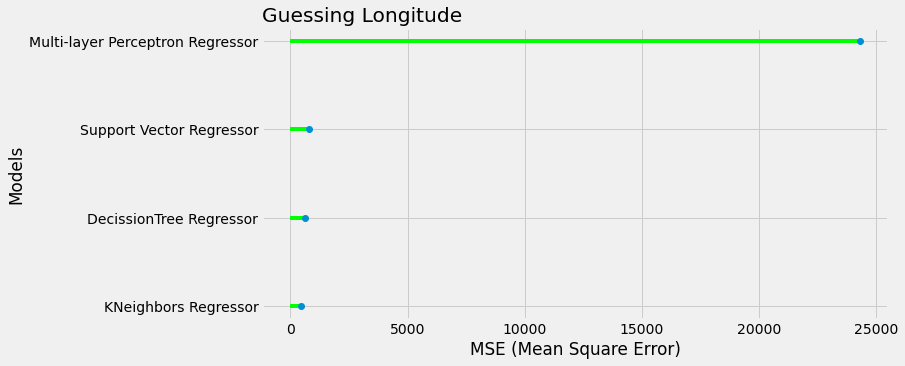 Guessing Longitude
Multi-layer Perceptron Regressor
Support Vector Regressor
DecissionTree Regressor
KNeighbors Regressor
Models
0 5000 10000 15000 20000 25000
MSE (Mean Square Error)